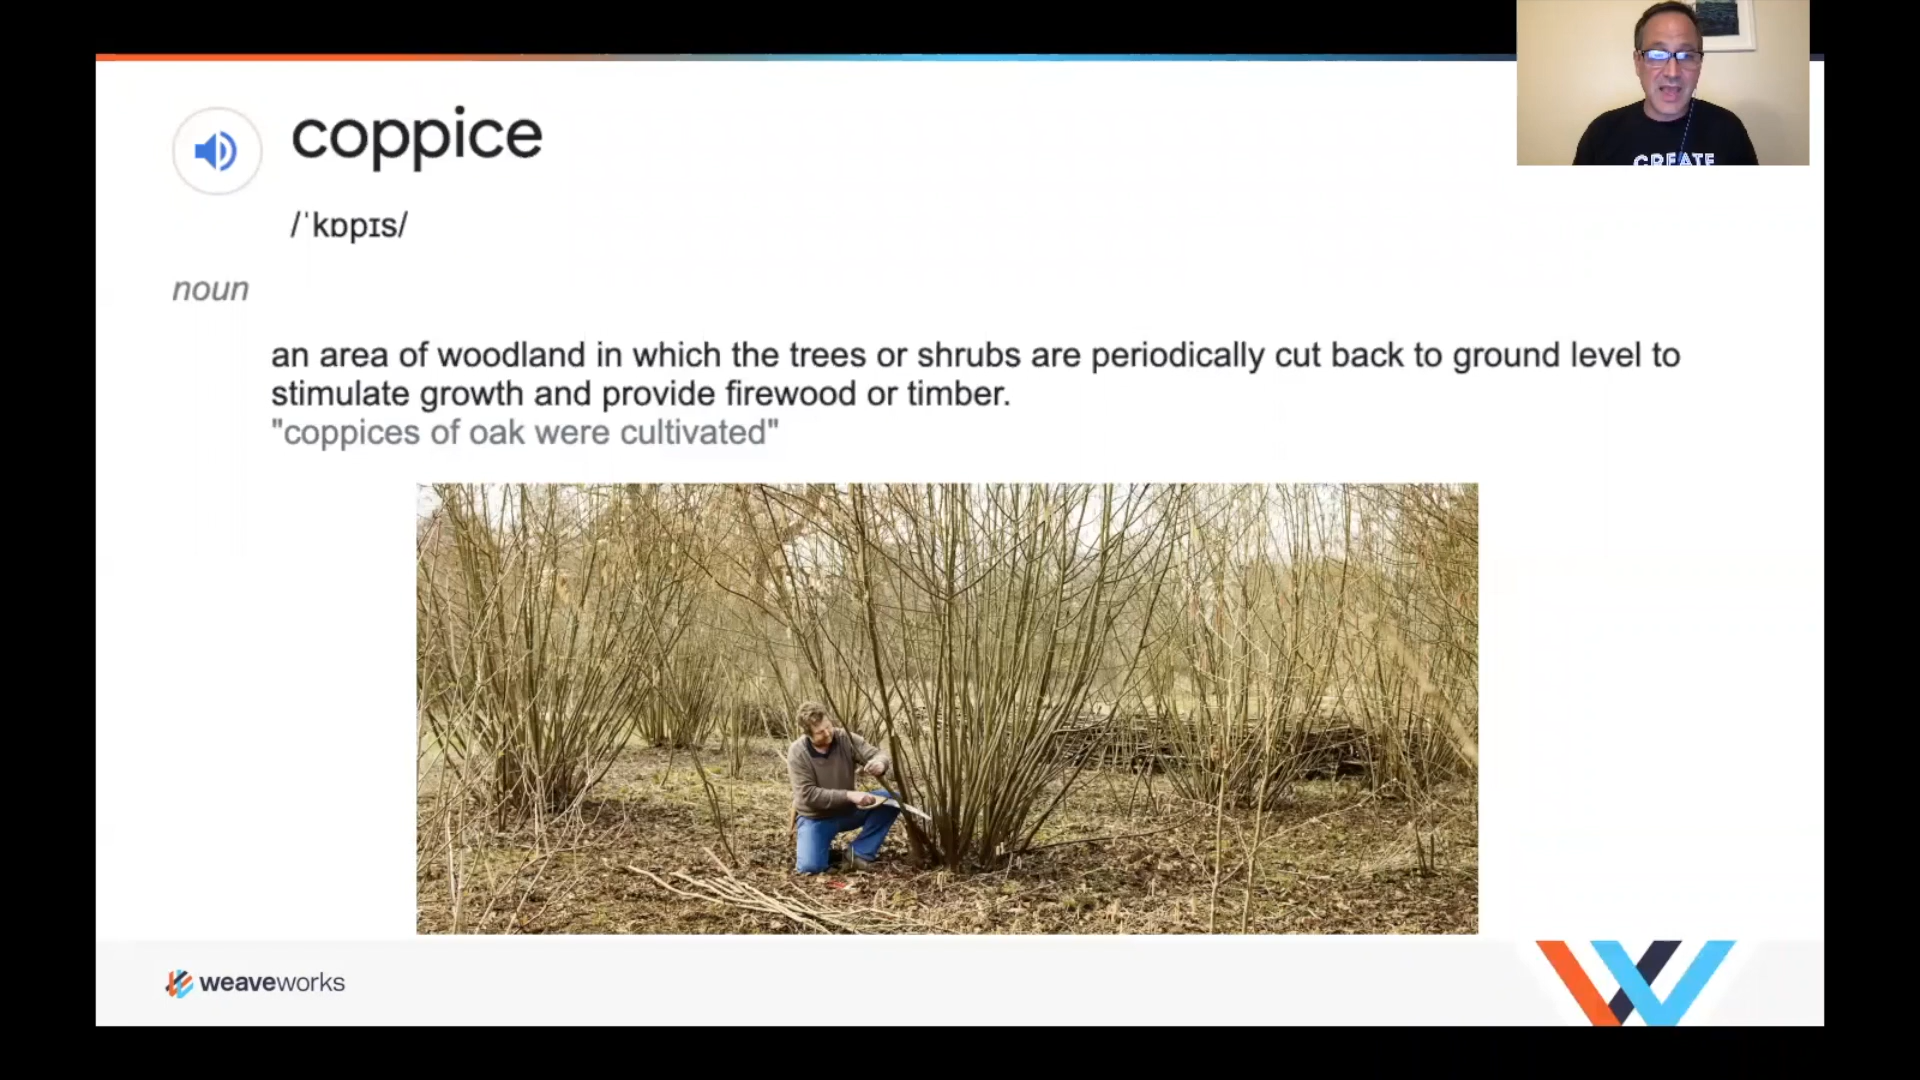 coppice
/ˈkɒpɪs/
noun
an area of woodland in which the trees or shrubs are periodically cut back to ground level to
stimulate growth and provide firewood or timber.
"coppices of oak were cultivated"
CREATE
weaveworks